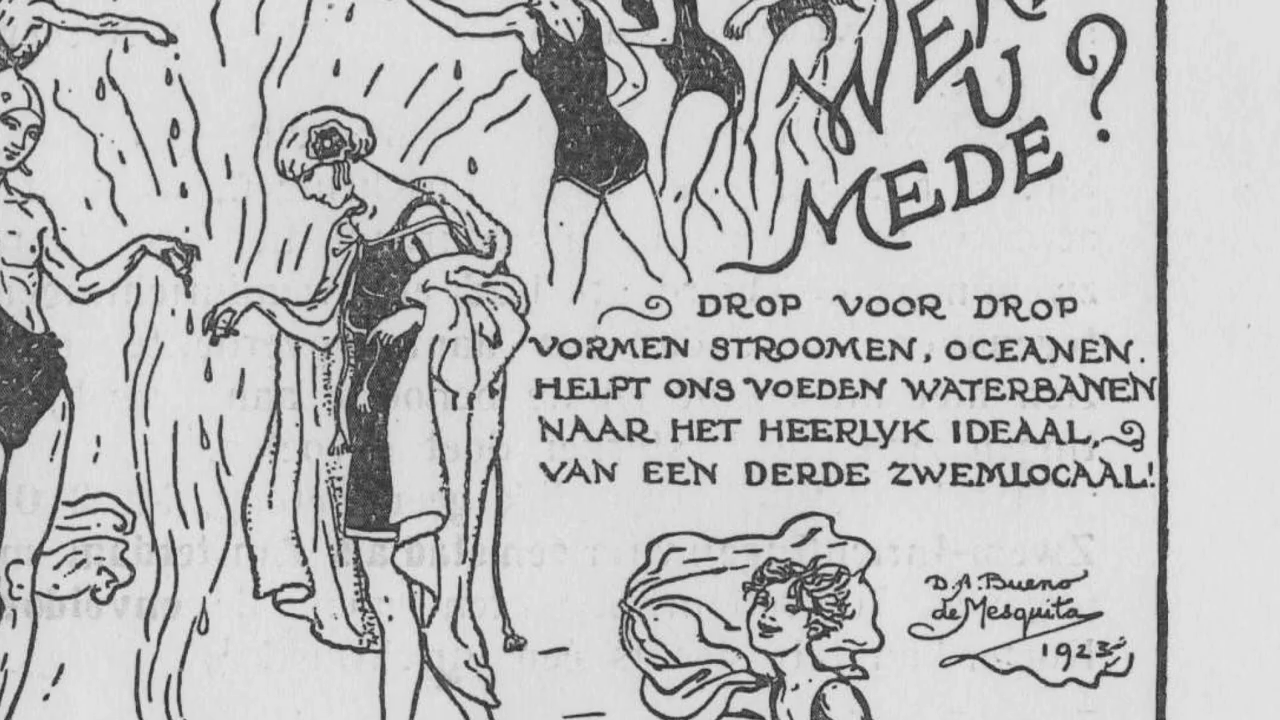 U
MEDE?
DROP VOOR DROP
VORMEN STROOMEN, OCEANEN.
HELPT ONS VOEDEN WATERBANEN
NAAR HET HEERLYK IDEAAL,
VAN EEN DERDE ZWEMLOCAAL!
D. A. Bueno
de Mesquita
1923